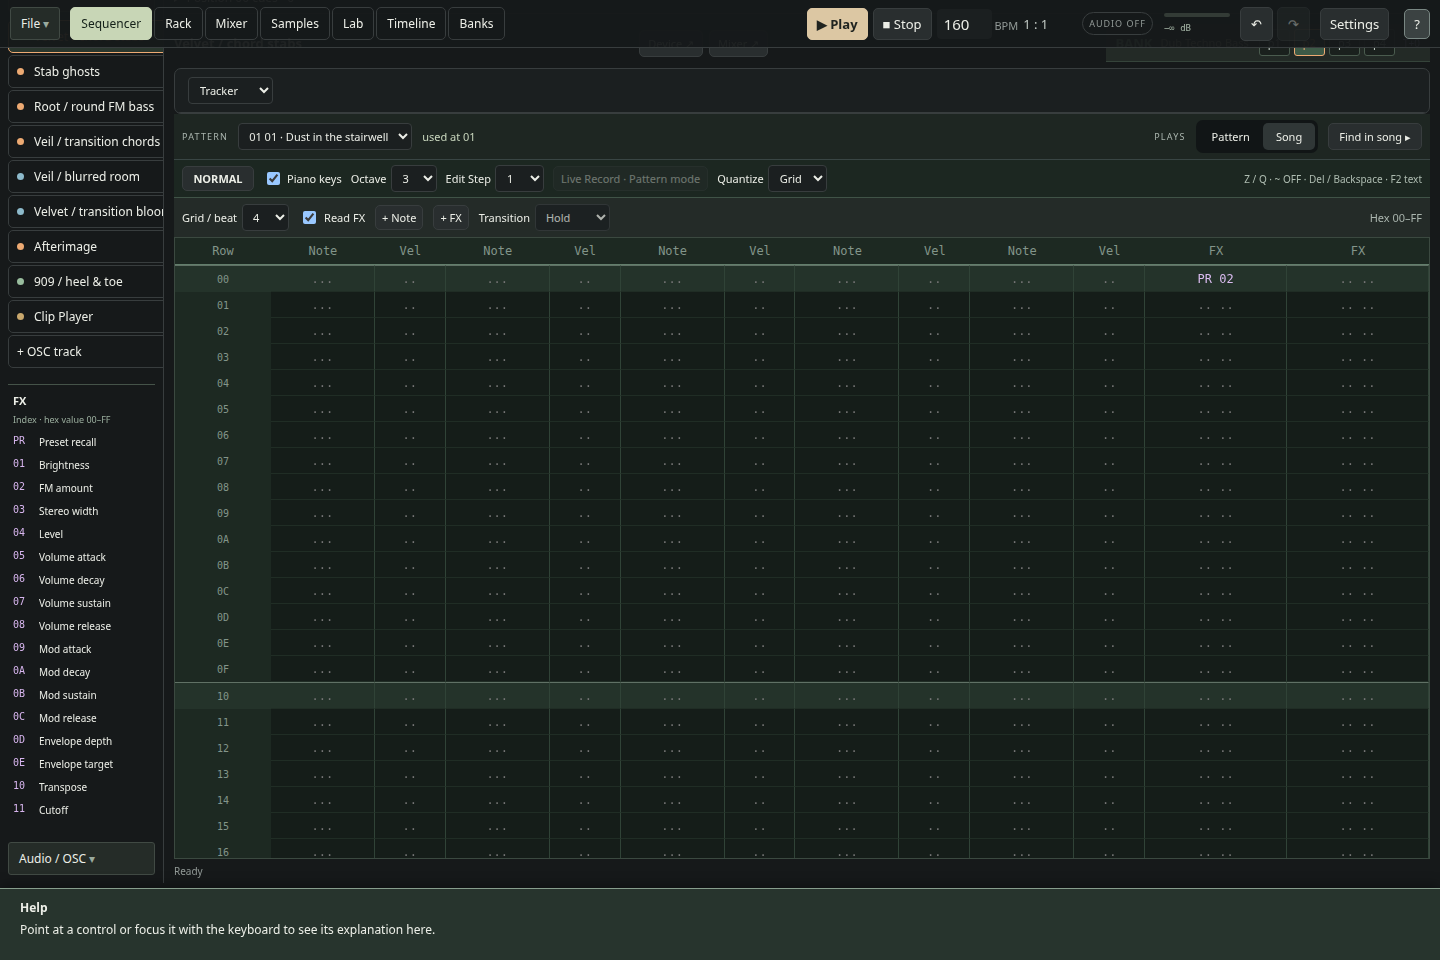 File ▾ Sequencer Rack Mixer Samples Lab Timeline Banks ▶ Play ■ Stop 160 BPM 1 : 1 AUDIO OFF −∞ dB ↶ ↷ Settings ?
Stab ghosts
Root / round FM bass
Veil / transition chords
Veil / blurred room
Velvet / transition bloor
Afterimage
909 / heel & toe
Clip Player
+ OSC track
FX
Index · hex value 00–FF
PR Preset recall
01 Brightness
02 FM amount
03 Stereo width
04 Level
05 Volume attack
06 Volume decay
07 Volume sustain
08 Volume release
09 Mod attack
0A Mod decay
0B Mod sustain
0C Mod release
0D Envelope depth
0E Envelope target
10 Transpose
11 Cutoff
Audio / OSC ▾
Tracker
PATTERN 01 01 · Dust in the stairwell used at 01 PLAYS Pattern Song Find in song ▸
NORMAL Piano keys Octave 3 Edit Step 1 Live Record · Pattern mode Quantize Grid Z / Q · ~ OFF · Del / Backspace · F2 text
Grid / beat 4 Read FX + Note + FX Transition Hold Hex 00–FF
Row Note Vel Note Vel Note Vel Note Vel Note Vel FX FX
00 ... .. ... .. ... .. ... .. ... .. PR 02 .. ..
01 ... .. ... .. ... .. ... .. ... .. .. .. .. ..
02 ... .. ... .. ... .. ... .. ... .. .. .. .. ..
03 ... .. ... .. ... .. ... .. ... .. .. .. .. ..
04 ... .. ... .. ... .. ... .. ... .. .. .. .. ..
05 ... .. ... .. ... .. ... .. ... .. .. .. .. ..
06 ... .. ... .. ... .. ... .. ... .. .. .. .. ..
07 ... .. ... .. ... .. ... .. ... .. .. .. .. ..
08 ... .. ... .. ... .. ... .. ... .. .. .. .. ..
09 ... .. ... .. ... .. ... .. ... .. .. .. .. ..
0A ... .. ... .. ... .. ... .. ... .. .. .. .. ..
0B ... .. ... .. ... .. ... .. ... .. .. .. .. ..
0C ... .. ... .. ... .. ... .. ... .. .. .. .. ..
0D ... .. ... .. ... .. ... .. ... .. .. .. .. ..
0E ... .. ... .. ... .. ... .. ... .. .. .. .. ..
0F ... .. ... .. ... .. ... .. ... .. .. .. .. ..
10 ... .. ... .. ... .. ... .. ... .. .. .. .. ..
11 ... .. ... .. ... .. ... .. ... .. .. .. .. ..
12 ... .. ... .. ... .. ... .. ... .. .. .. .. ..
13 ... .. ... .. ... .. ... .. ... .. .. .. .. ..
14 ... .. ... .. ... .. ... .. ... .. .. .. .. ..
15 ... .. ... .. ... .. ... .. ... .. .. .. .. ..
16 ... .. ... .. ... .. ... .. ... .. .. .. .. ..
Ready
Help
Point at a control or focus it with the keyboard to see its explanation here.